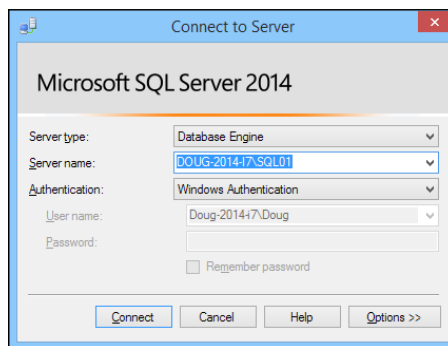 Connect to Server
Microsoft SQL Server 2014
Server type: Database Engine
Server name: DOUG-2014-I7\SQL01
Authentication: Windows Authentication
User name: Doug-2014-i7\Doug
Password:
Remember password
Connect Cancel Help Options >>